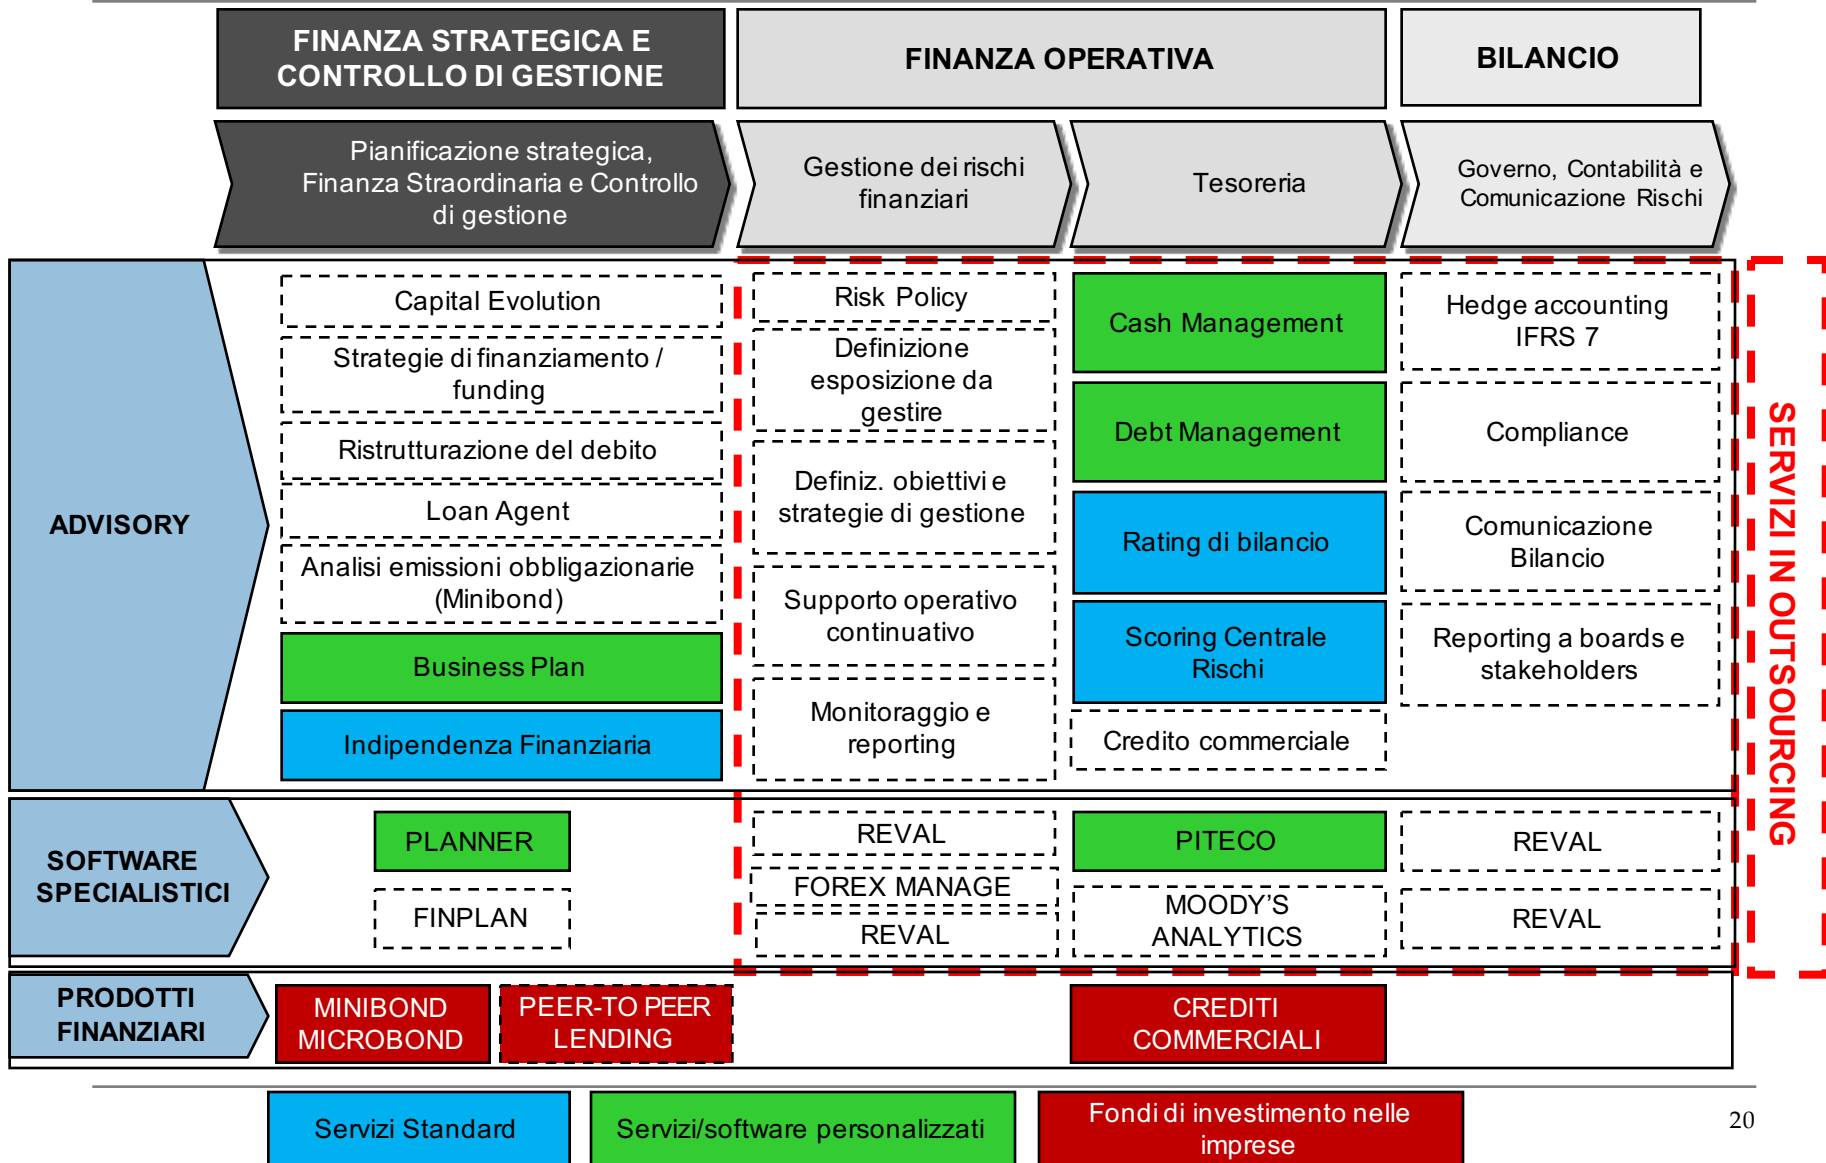 FINANZA STRATEGICA E
CONTROLLO DI GESTIONE
FINANZA OPERATIVA
BILANCIO
Pianificazione strategica,
Finanza Straordinaria e Controllo
di gestione
Gestione dei rischi
finanziari
Tesoreria
Governo, Contabilità e
Comunicazione Rischi
ADVISORY
Capital Evolution
Strategie di finanziamento /
funding
Ristrutturazione del debito
Loan Agent
Analisi emissioni obbligazionarie
(Minibond)
Business Plan
Indipendenza Finanziaria
Risk Policy
Definizione
esposizione da
gestire
Definiz. obiettivi e
strategie di gestione
Supporto operativo
continuativo
Monitoraggio e
reporting
Cash Management
Debt Management
Rating di bilancio
Scoring Centrale
Rischi
Credito commerciale
Hedge accounting
IFRS 7
Compliance
Comunicazione
Bilancio
Reporting a boards e
stakeholders
SERVIZI IN OUTSOURCING
SOFTWARE
SPECIALISTICI
PLANNER
FINPLAN
REVAL
FOREX MANAGE
REVAL
PITECO
MOODY'S
ANALYTICS
REVAL
REVAL
PRODOTTI
FINANZIARI
MINIBOND
MICROBOND
PEER-TO PEER
LENDING
CREDITI
COMMERCIALI
Servizi Standard
Servizi/software personalizzati
Fondi di investimento nelle
imprese
20